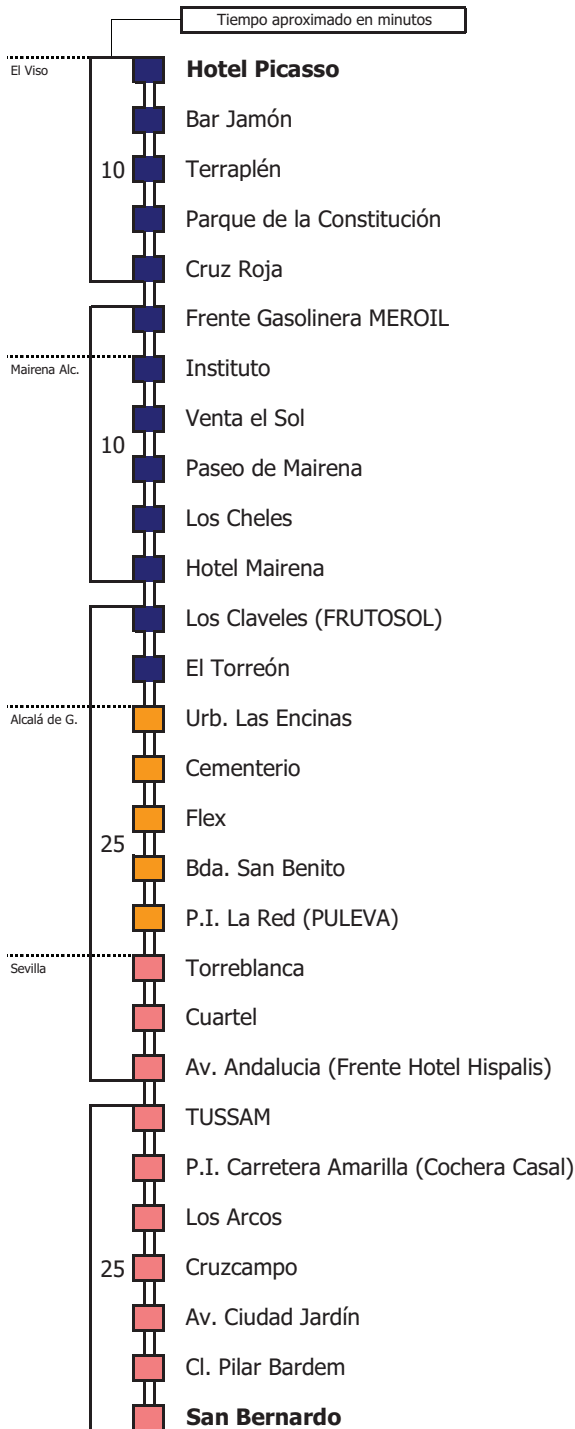 Tiempo aproximado en minutos
El Viso
Hotel Picasso
Bar Jamón
10
Terraplén
Parque de la Constitución
Cruz Roja
Frente Gasolinera MEROIL
Mairena Alc.
Instituto
Venta el Sol
10
Paseo de Mairena
Los Cheles
Hotel Mairena
Los Claveles (FRUTOSOL)
El Torreón
Alcalá de G.
Urb. Las Encinas
Cementerio
Flex
25
Bda. San Benito
P.I. La Red (PULEVA)
Sevilla
Torreblanca
Cuartel
Av. Andalucia (Frente Hotel Hispalis)
TUSSAM
P.I. Carretera Amarilla (Cochera Casal)
Los Arcos
25
Cruzcampo
Av. Ciudad Jardín
Cl. Pilar Bardem
San Bernardo